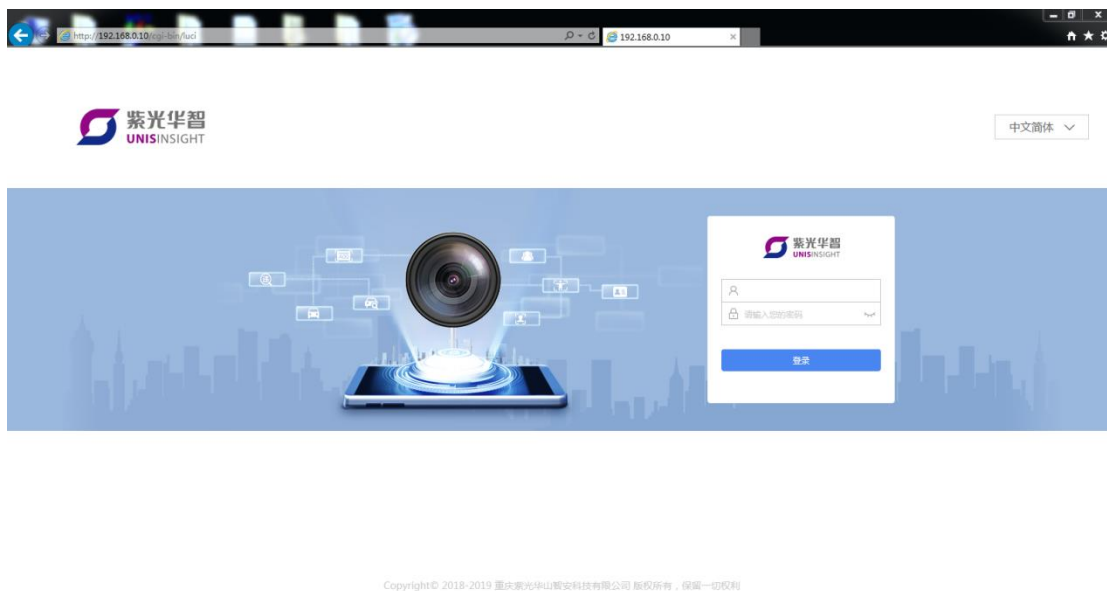 http://192.168.0.10/cgi-bin/luci
192.168.0.10
紫光华智
UNISINSIGHT
中文简体
紫光华智
UNISINSIGHT
请输入您的密码
登录
Copyright© 2018-2019 重庆紫光华山智安科技有限公司 版权所有，保留一切权利